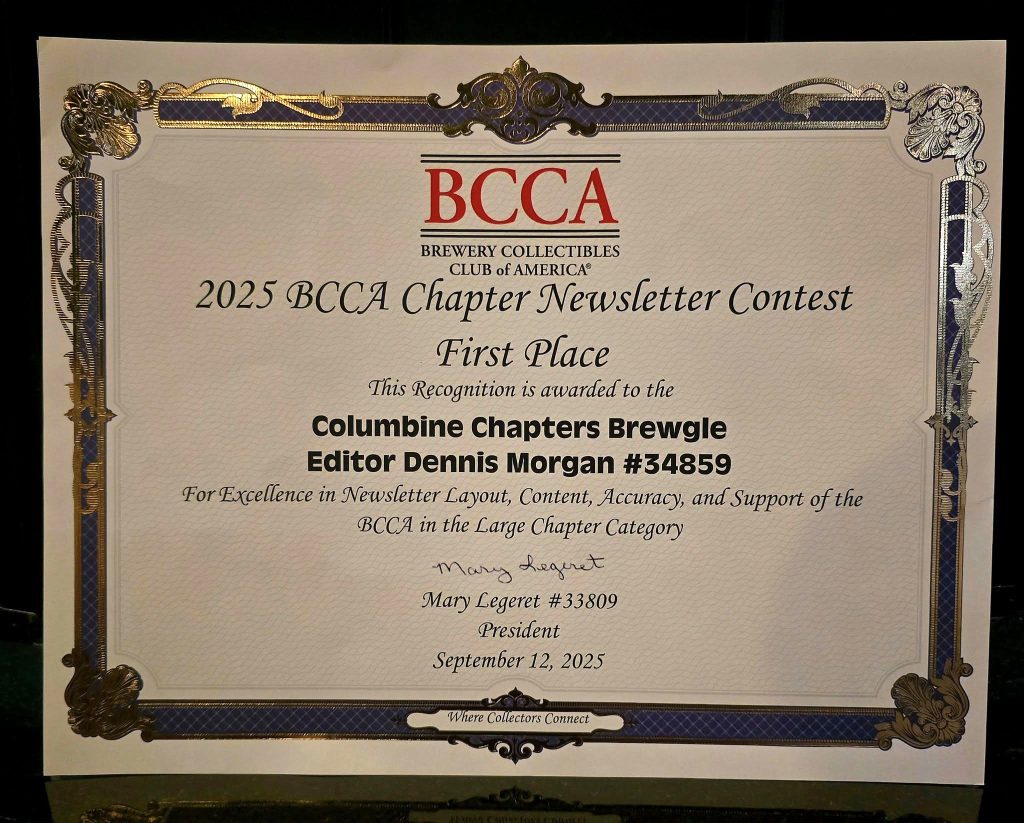 BCCA
BREWERY COLLECTIBLES
CLUB of AMERICA®
2025 BCCA Chapter Newsletter Contest
First Place
This Recognition is awarded to the
Columbine Chapters Brewgle
Editor Dennis Morgan #34859
For Excellence in Newsletter Layout, Content, Accuracy, and Support of the
BCCA in the Large Chapter Category
Mary Legeret
Mary Legeret #33809
President
September 12, 2025
Where Collectors Connect